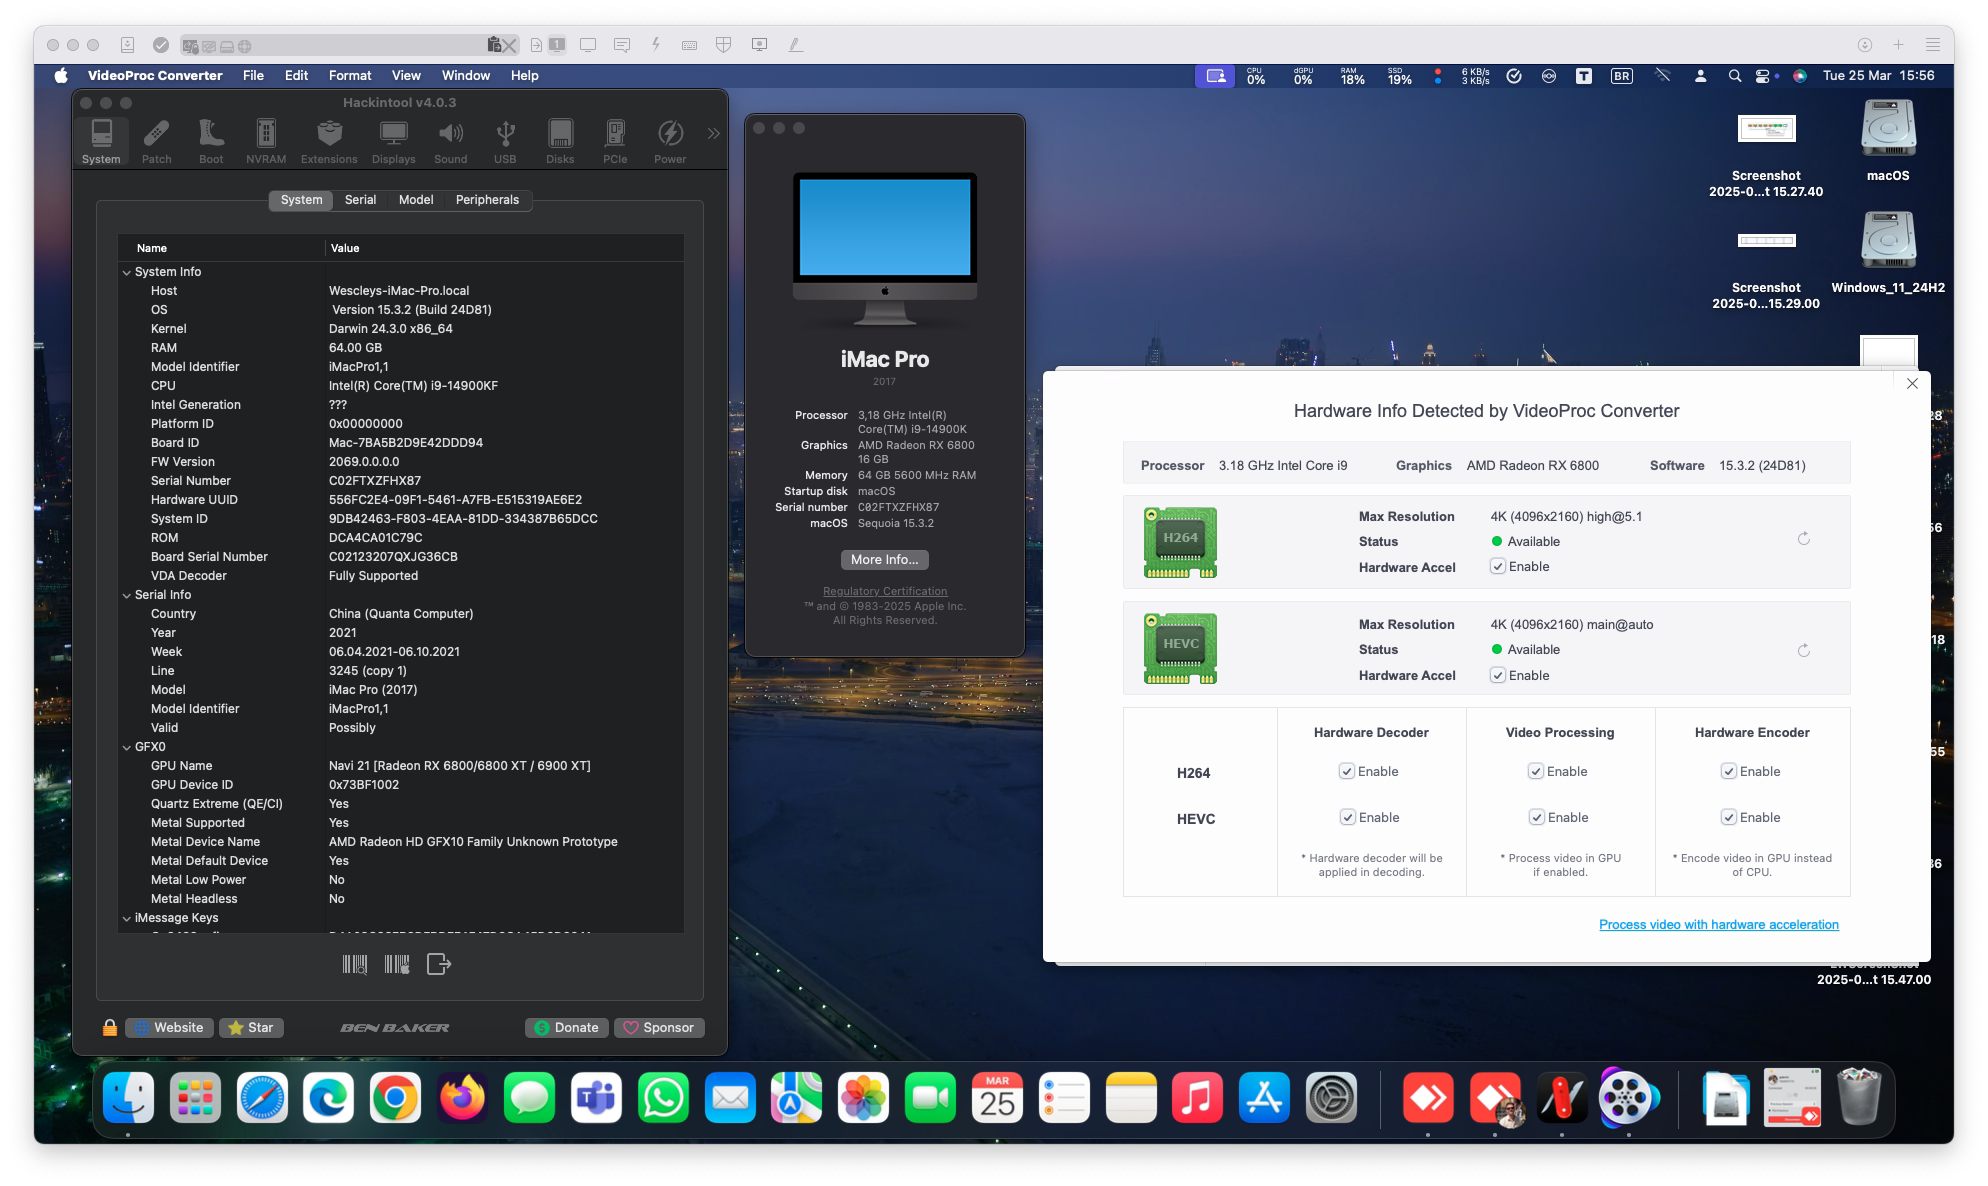 1
VideoProc Converter File Edit Format View Window Help
CPU 0% dGPU 0% RAM 18% SSD 19% 6 KB/s 3 KB/s T BR Tue 25 Mar 15:56
Hackintool v4.0.3
System Patch Boot NVRAM Extensions Displays Sound USB Disks PCIe Power
System Serial Model Peripherals
Name Value
System Info
Host Wescleys-iMac-Pro.local
OS Version 15.3.2 (Build 24D81)
Kernel Darwin 24.3.0 x86_64
RAM 64.00 GB
Model Identifier iMacPro1,1
CPU Intel(R) Core(TM) i9-14900KF
Intel Generation ???
Platform ID 0x00000000
Board ID Mac-7BA5B2D9E42DDD94
FW Version 2069.0.0.0.0
Serial Number C02FTXZFHX87
Hardware UUID 556FC2E4-09F1-5461-A7FB-E515319AE6E2
System ID 9DB42463-F803-4EAA-81DD-334387B65DCC
ROM DCA4CA01C79C
Board Serial Number C02123207QXJG36CB
VDA Decoder Fully Supported
Serial Info
Country China (Quanta Computer)
Year 2021
Week 06.04.2021-06.10.2021
Line 3245 (copy 1)
Model iMac Pro (2017)
Model Identifier iMacPro1,1
Valid Possibly
GFX0
GPU Name Navi 21 [Radeon RX 6800/6800 XT / 6900 XT]
GPU Device ID 0x73BF1002
Quartz Extreme (QE/CI) Yes
Metal Supported Yes
Metal Device Name AMD Radeon HD GFX10 Family Unknown Prototype
Metal Default Device Yes
Metal Low Power No
Metal Headless No
iMessage Keys
Website Star BEN BAKER Donate Sponsor
iMac Pro
2017
Processor 3,18 GHz Intel(R)
Core(TM) i9-14900K
Graphics AMD Radeon RX 6800
16 GB
Memory 64 GB 5600 MHz RAM
Startup disk macOS
Serial number C02FTXZFHX87
macOS Sequoia 15.3.2
More Info...
Regulatory Certification
™ and © 1983-2025 Apple Inc.
All Rights Reserved.
Screenshot
2025-0...t 15.27.40
macOS
Screenshot
2025-0...15.29.00
Windows_11_24H2
Hardware Info Detected by VideoProc Converter
Processor 3.18 GHz Intel Core i9 Graphics AMD Radeon RX 6800 Software 15.3.2 (24D81)
H264
Max Resolution 4K (4096x2160) high@5.1
Status Available
Hardware Accel Enable
HEVC
Max Resolution 4K (4096x2160) main@auto
Status Available
Hardware Accel Enable
Hardware Decoder Video Processing Hardware Encoder
H264 Enable Enable Enable
HEVC Enable Enable Enable
* Hardware decoder will be
applied in decoding.
* Process video in GPU
if enabled.
* Encode video in GPU instead
of CPU.
Process video with hardware acceleration
28
56
18
55
36
2025-0...t 15.47.00
MAR
25